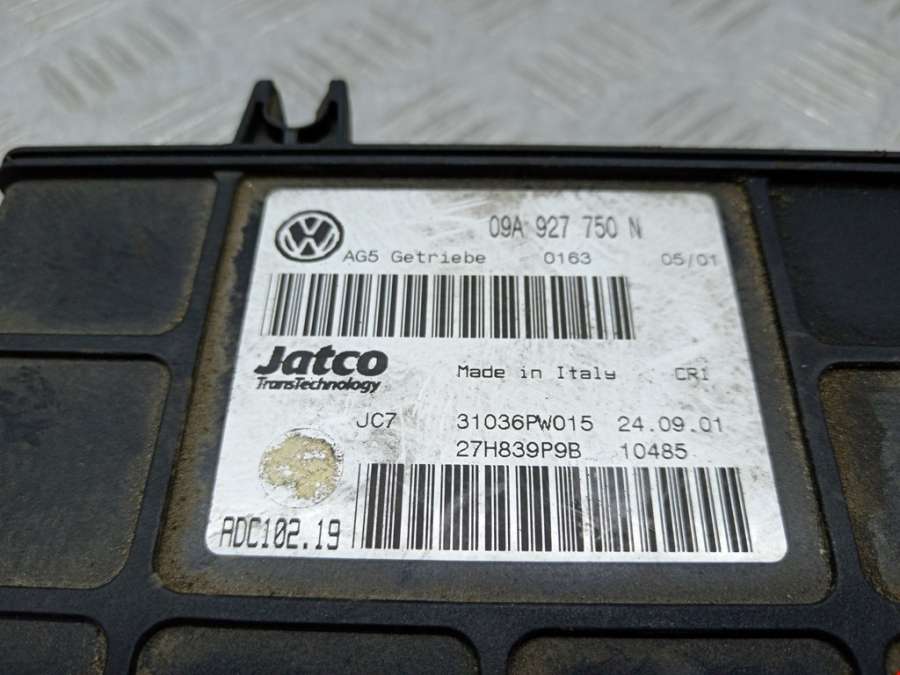 09A 927 750 N
AG5 Getriebe 0163 05/01
Jatco
TransTechnology
Made in Italy CR1
JC7 31036PW015 24.09.01
27H839P9B 10485
ADC102.19